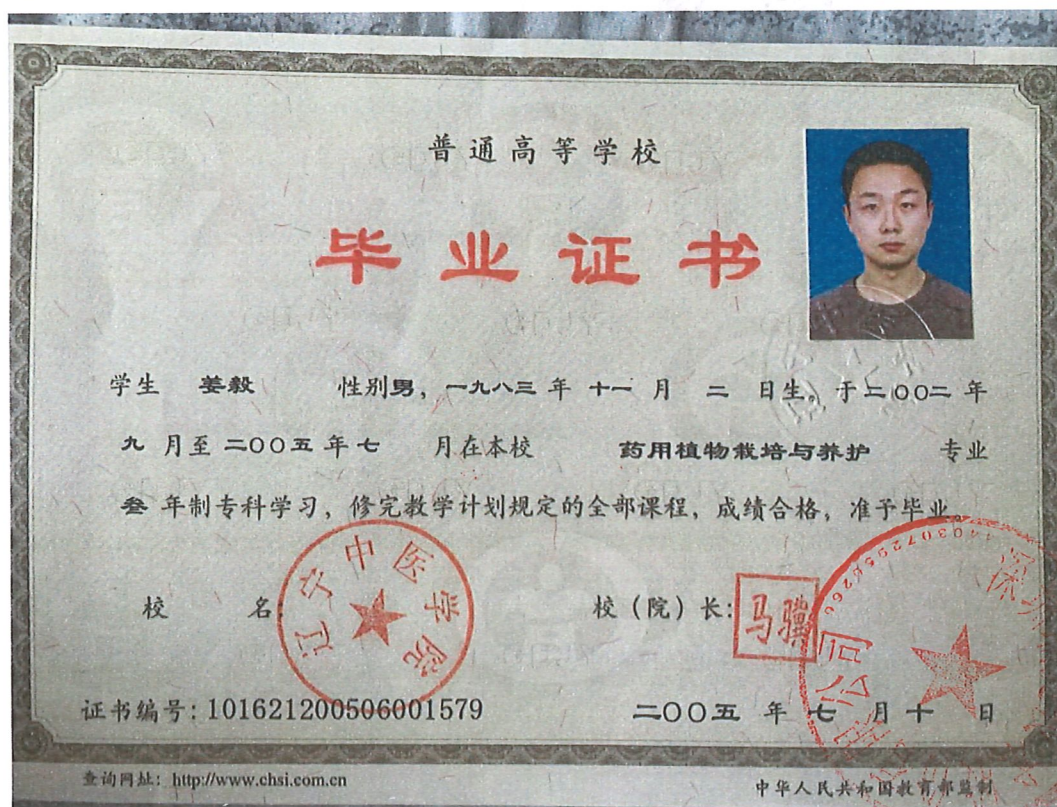 普通高等学校
毕业证书
学生 姜毅 性别男，一九八三年十一月二日生。于二〇〇二年
九月至二〇〇五年七月在本校 药用植物栽培与养护 专业
叁年制专科学习，修完教学计划规定的全部课程，成绩合格，准予毕业。
校 名：
辽宁中医学院
校（院）长：
马骥
公司
证书编号：101621200506001579
二〇〇五年七月十日
查询网址：http://www.chsi.com.cn
中华人民共和国教育部监制